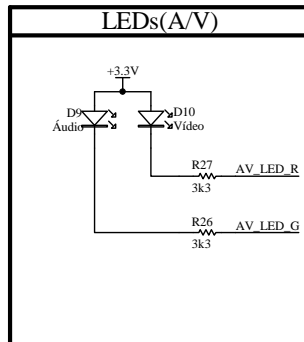 LEDs(A/V)
+3.3V
D9
Áudio
D10
Vídeo
R27
AV_LED_R
3k3
R26
AV_LED_G
3k3